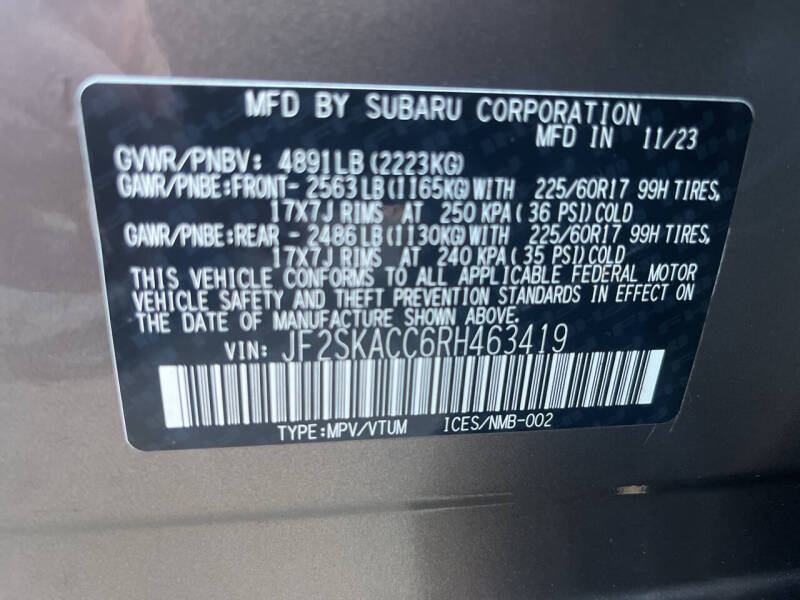 MFD BY SUBARU CORPORATION
MFD IN 11/23
GVWR/PNBV: 4891LB (2223KG)
GAWR/PNBE:FRONT- 2563LB (1165KG) WITH 225/60R17 99H TIRES,
17X7J RIMS AT 250 KPA ( 36 PSI) COLD
GAWR/PNBE:REAR - 2486LB (1130KG) WITH 225/60R17 99H TIRES,
17X7J RIMS AT 240 KPA ( 35 PSI) COLD
THIS VEHICLE CONFORMS TO ALL APPLICABLE FEDERAL MOTOR
VEHICLE SAFETY AND THEFT PREVENTION STANDARDS IN EFFECT ON
THE DATE OF MANUFACTURE SHOWN ABOVE.
VIN: JF2SKACC6RH463419
TYPE:MPV/VTUM ICES/NMB-002